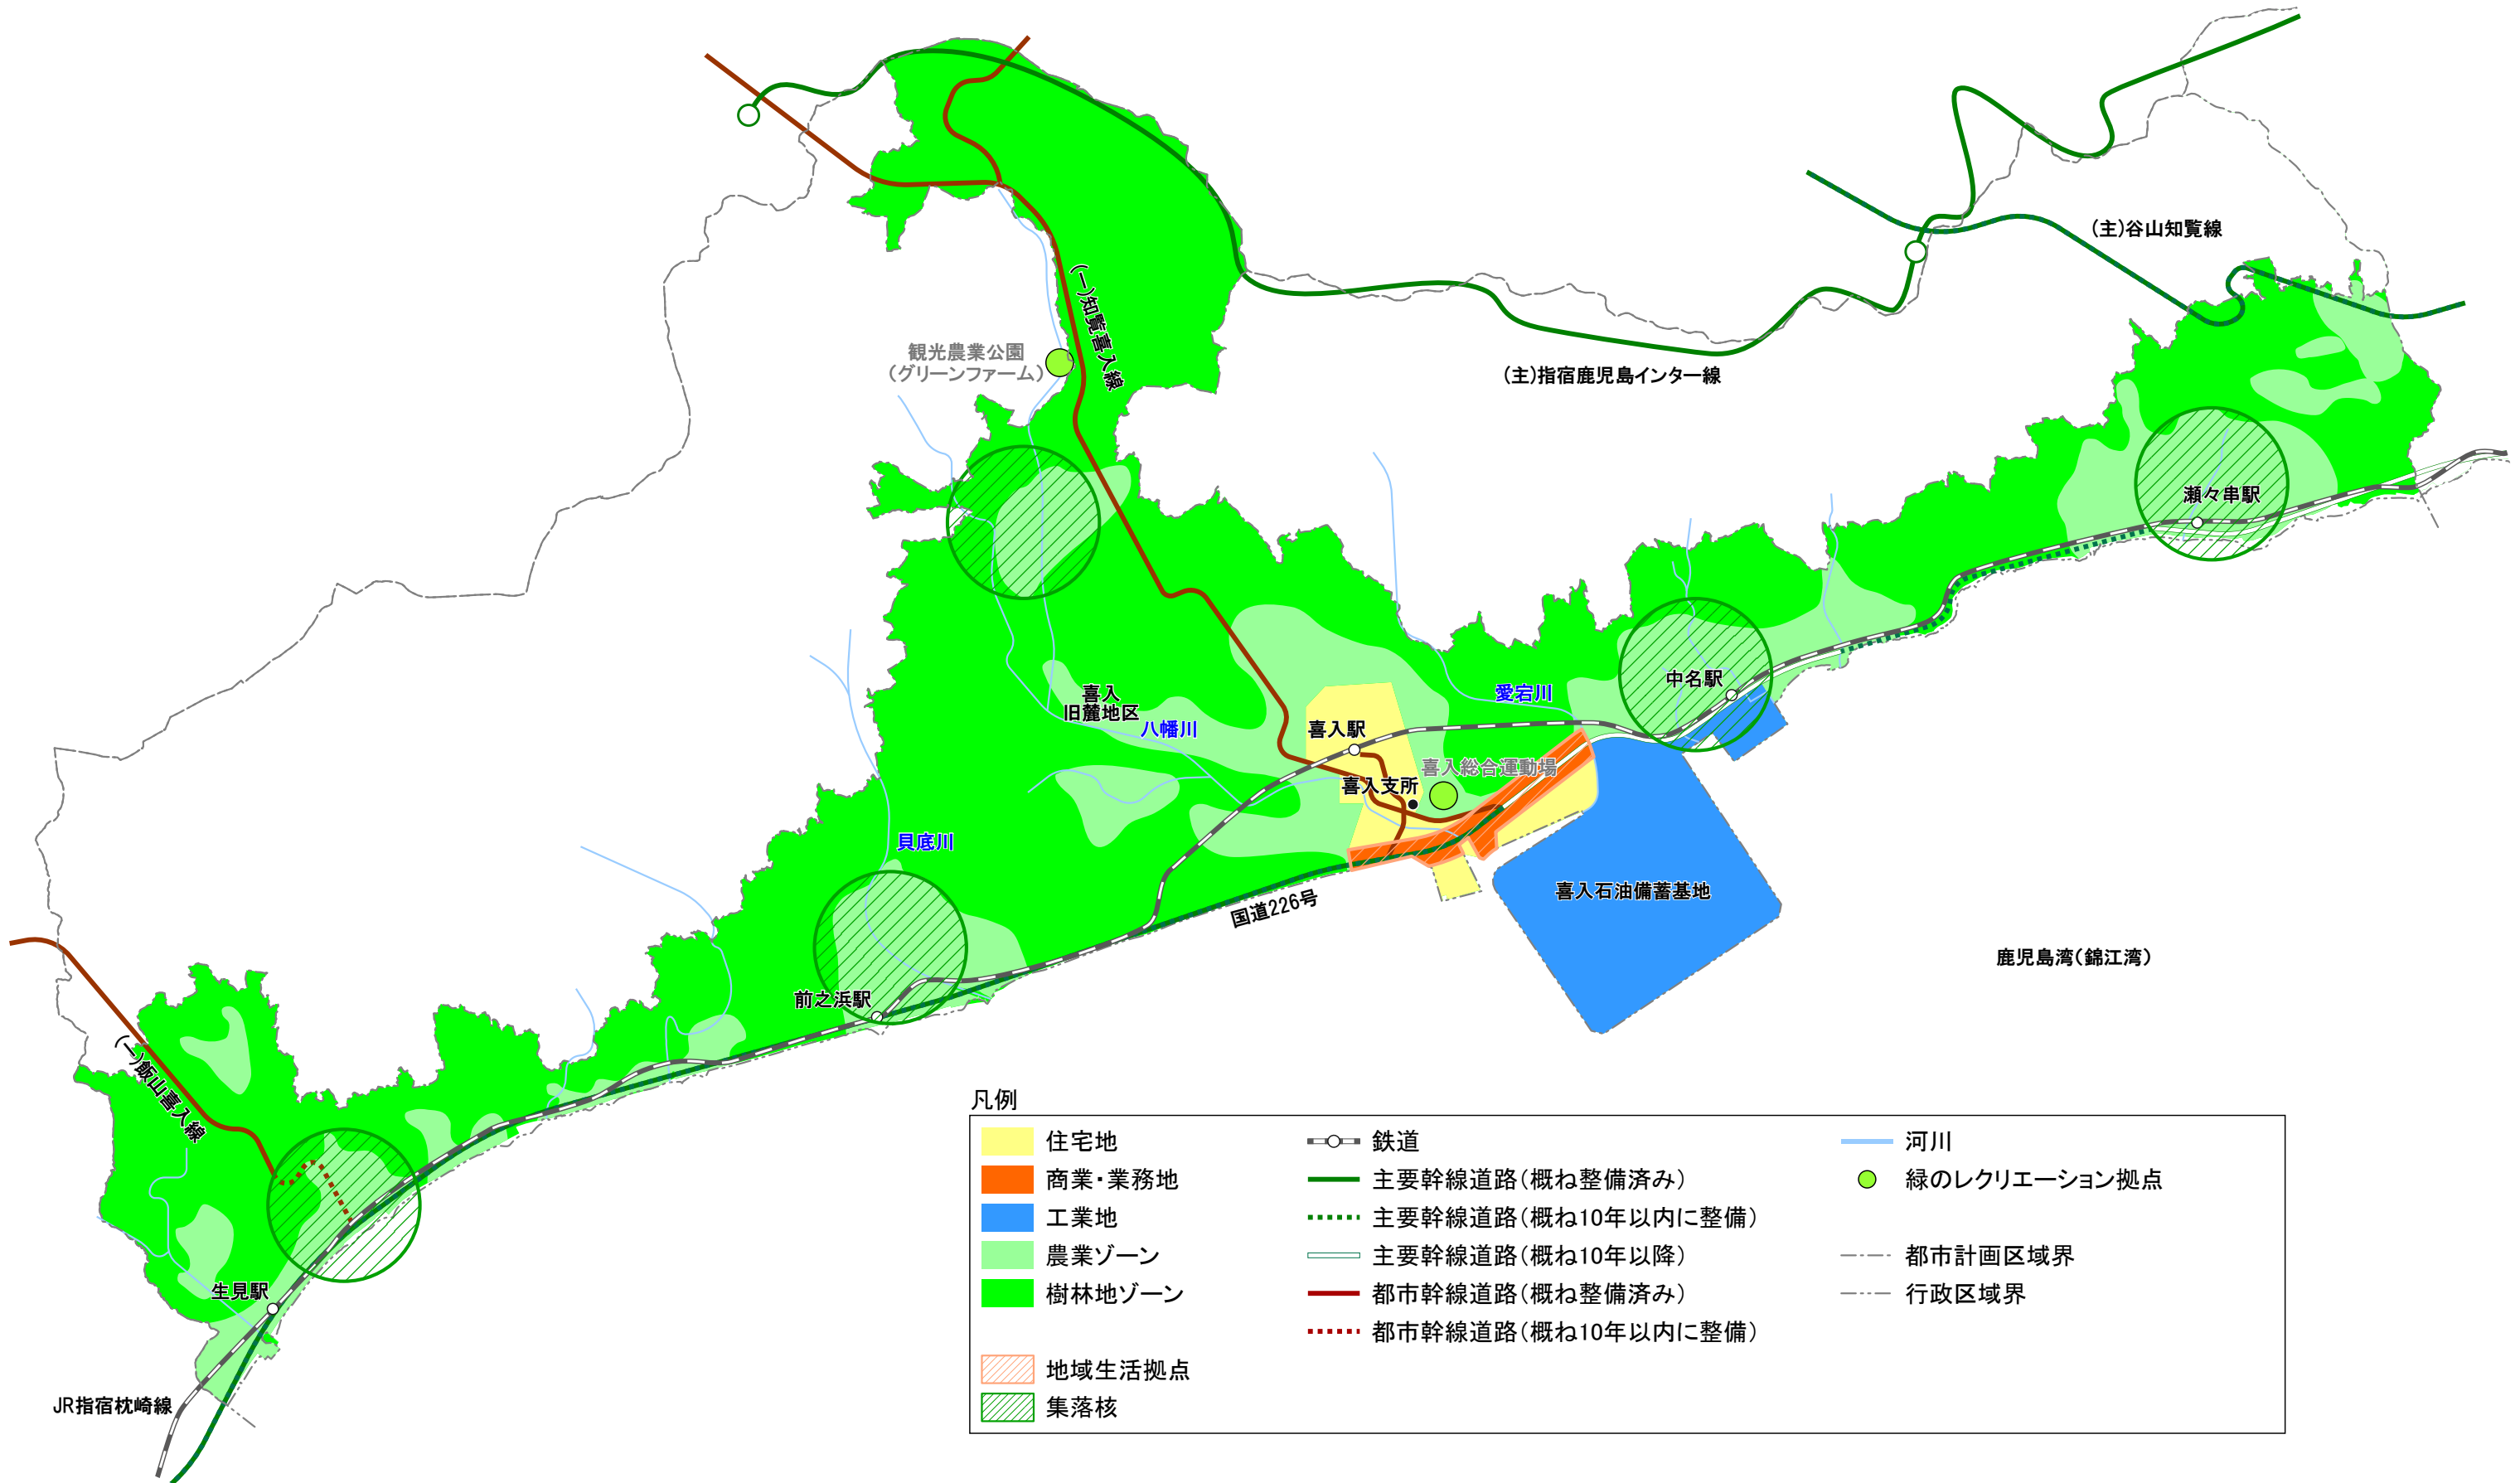 (主)谷山知覧線
(一)知覧喜入線
観光農業公園
(グリーンファーム)
(主)指宿鹿児島インター線
瀬々串駅
中名駅
愛宕川
喜入
旧麓地区
八幡川
喜入駅
喜入総合運動場
喜入支所
貝底川
喜入石油備蓄基地
国道226号
鹿児島湾(錦江湾)
前之浜駅
(一)飯山喜入線
生見駅
JR指宿枕崎線
凡例
住宅地
商業・業務地
工業地
農業ゾーン
樹林地ゾーン
地域生活拠点
集落核
鉄道
主要幹線道路(概ね整備済み)
主要幹線道路(概ね10年以内に整備)
主要幹線道路(概ね10年以降)
都市幹線道路(概ね整備済み)
都市幹線道路(概ね10年以内に整備)
河川
緑のレクリエーション拠点
都市計画区域界
行政区域界